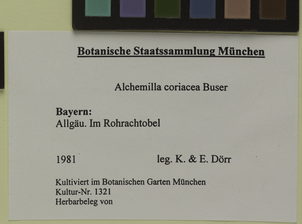 Botanische Staatssammlung München
Alchemilla coriacea Buser
Bayern:
Allgäu. Im Rohrachtobel
1981 leg. K. & E. Dörr
Kultiviert im Botanischen Garten München
Kultur-Nr. 1321
Herbarbeleg von